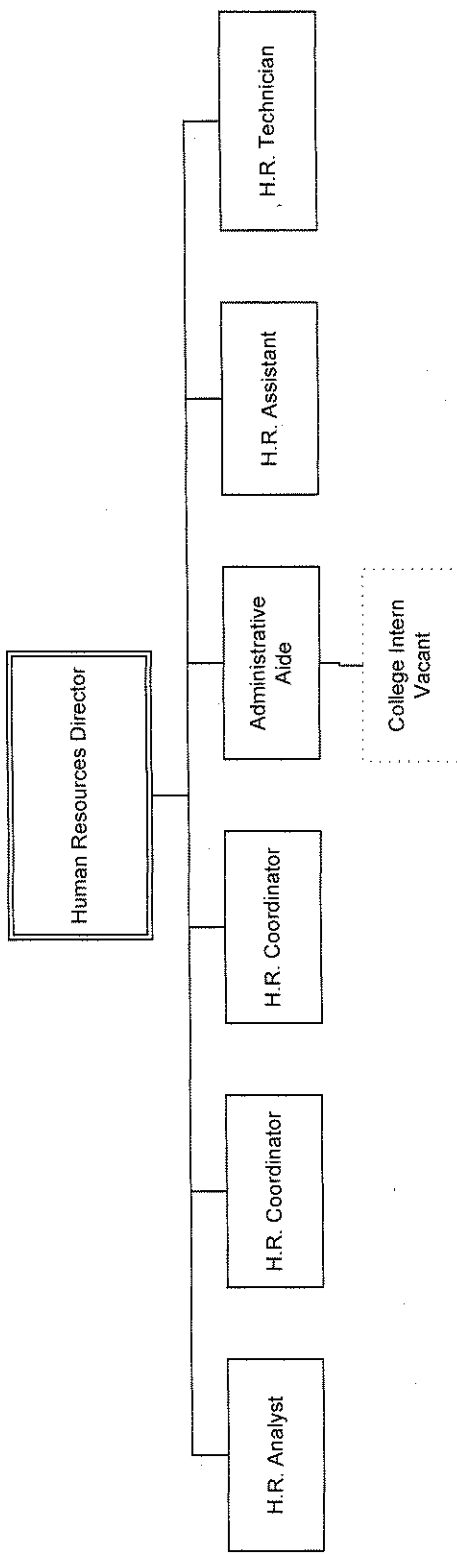 Human Resources Director
H.R. Analyst
H.R. Coordinator
H.R. Coordinator
Administrative
Aide
H.R. Assistant
H.R. Technician
College Intern
Vacant